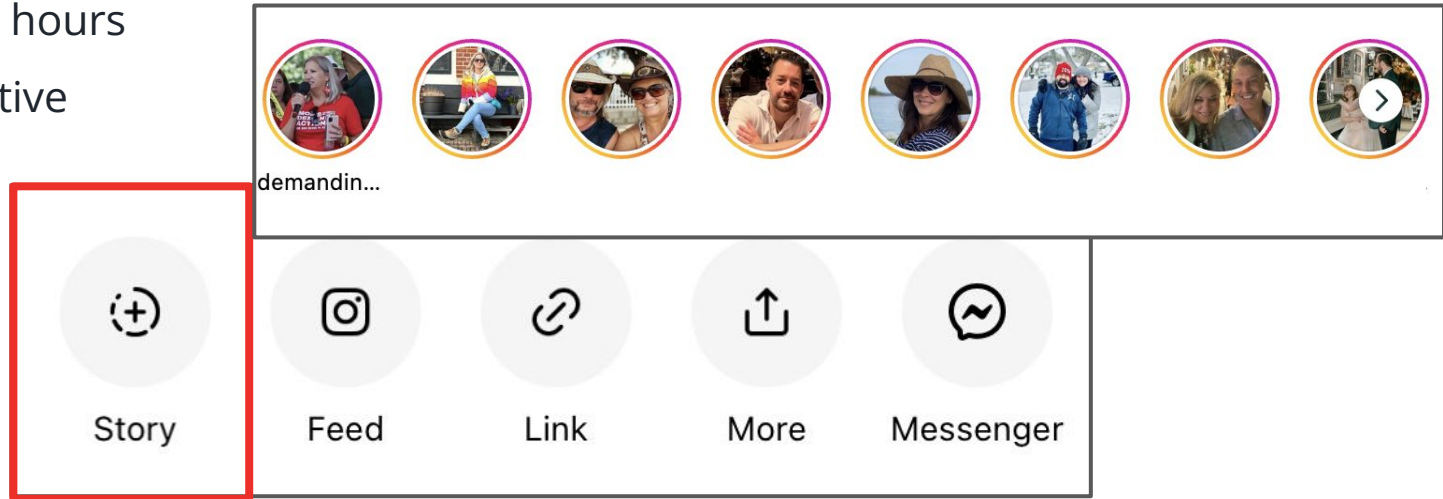 hours
tive
demandin...
Story
Feed
Link
More
Messenger